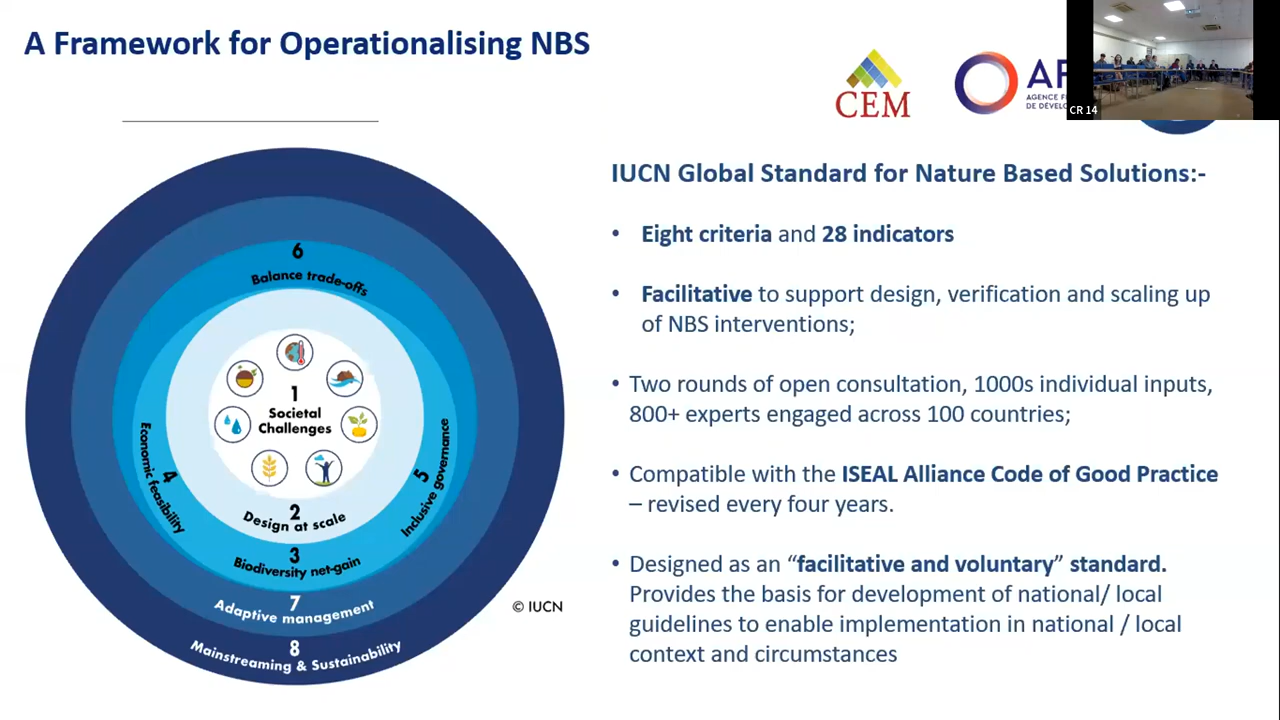 A Framework for Operationalising NBS
CEM
CR 14
IUCN Global Standard for Nature Based Solutions:-
• Eight criteria and 28 indicators
• Facilitative to support design, verification and scaling up
of NBS interventions;
• Two rounds of open consultation, 1000s individual inputs,
800+ experts engaged across 100 countries;
• Compatible with the ISEAL Alliance Code of Good Practice
– revised every four years.
• Designed as an “facilitative and voluntary” standard.
Provides the basis for development of national/ local
guidelines to enable implementation in national / local
context and circumstances
6
Balance trade-offs
1
Societal
Challenges
4
Economic feasibility
5
Inclusive governance
2
Design at scale
3
Biodiversity net-gain
7
Adaptive management
8
Mainstreaming & Sustainability
© IUCN